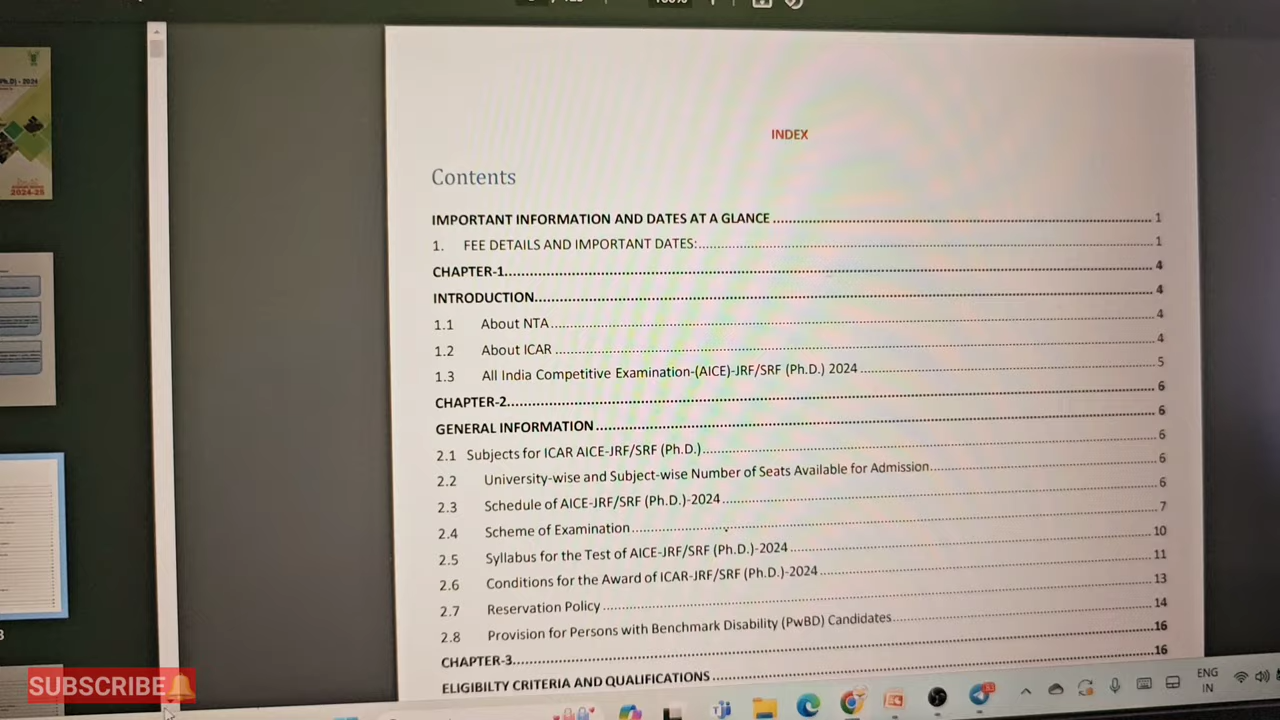 (Ph.D) - 2024
2024-25
INDEX
Contents
IMPORTANT INFORMATION AND DATES AT A GLANCE ... 1
1. FEE DETAILS AND IMPORTANT DATES: ... 1
CHAPTER-1 ... 4
INTRODUCTION ... 4
1.1 About NTA ... 4
1.2 About ICAR ... 4
1.3 All India Competitive Examination-(AICE)-JRF/SRF (Ph.D.) 2024 ... 5
CHAPTER-2 ... 6
GENERAL INFORMATION ... 6
2.1 Subjects for ICAR AICE-JRF/SRF (Ph.D.) ... 6
2.2 University-wise and Subject-wise Number of Seats Available for Admission ... 6
2.3 Schedule of AICE-JRF/SRF (Ph.D.)-2024 ... 6
2.4 Scheme of Examination ... 7
2.5 Syllabus for the Test of AICE-JRF/SRF (Ph.D.)-2024 ... 10
2.6 Conditions for the Award of ICAR-JRF/SRF (Ph.D.)-2024 ... 11
2.7 Reservation Policy ... 13
2.8 Provision for Persons with Benchmark Disability (PwBD) Candidates ... 14
CHAPTER-3 ... 16
ELIGIBILTY CRITERIA AND QUALIFICATIONS ... 16
3
SUBSCRIBE
ENG
IN